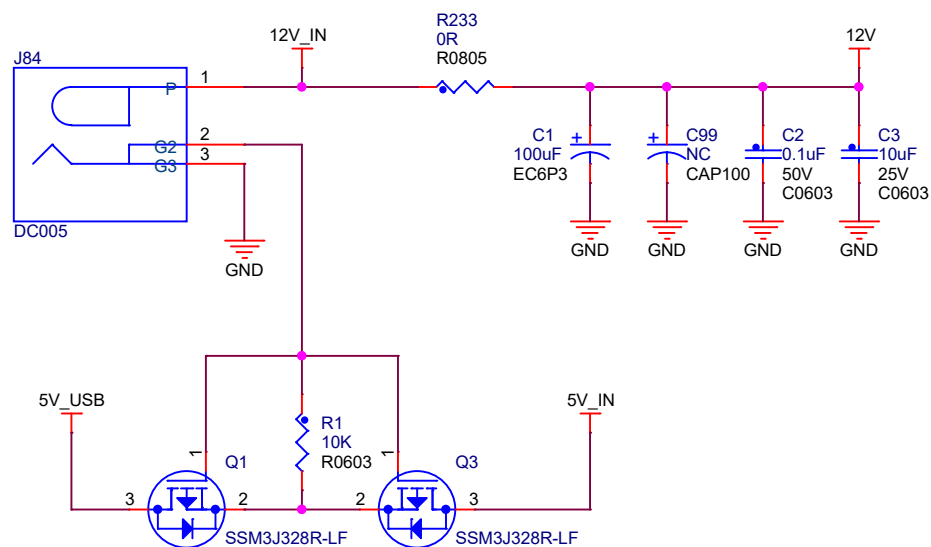 J84
P
1
G2
2
G3
3
DC005
GND
12V_IN
R233
0R
R0805
12V
C1
100uF
EC6P3
GND
C99
NC
CAP100
GND
C2
0.1uF
50V
C0603
GND
C3
10uF
25V
C0603
GND
5V_USB
R1
10K
R0603
5V_IN
1
Q1
3
2
SSM3J328R-LF
1
Q3
2
3
SSM3J328R-LF